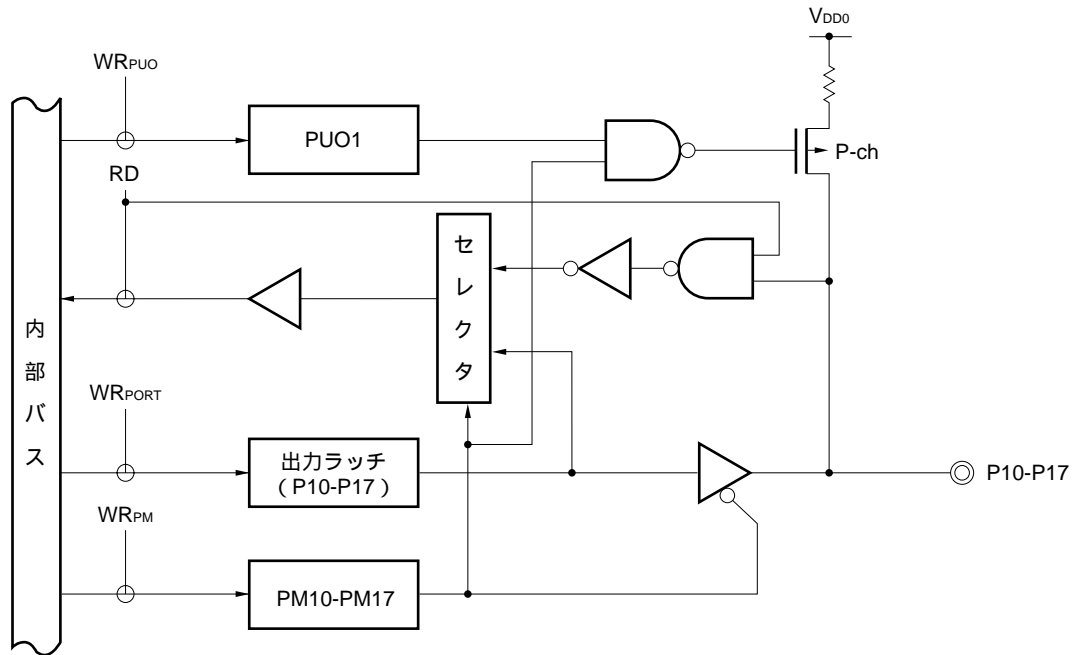 VDD0
WRPUO
PUO1
P-ch
RD
セレクタ
内部バス
WRPORT
出力ラッチ
(P10-P17)
P10-P17
WRPM
PM10-PM17